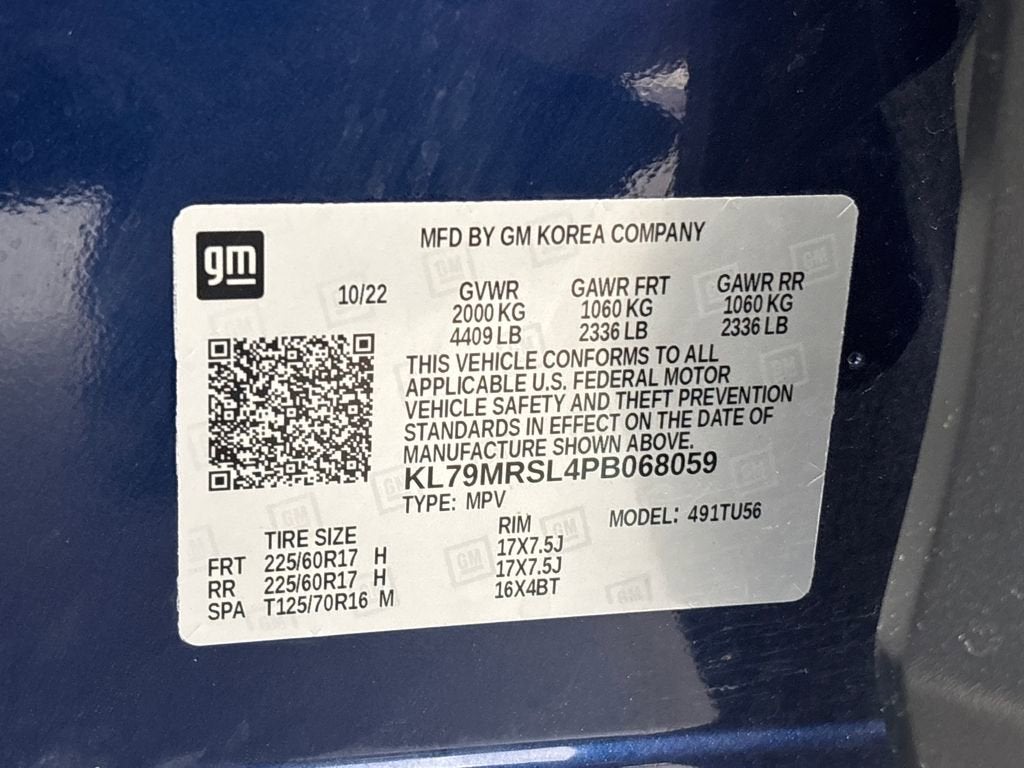 gm
MFD BY GM KOREA COMPANY
10/22 GVWR GAWR FRT GAWR RR
2000 KG 1060 KG 1060 KG
4409 LB 2336 LB 2336 LB
THIS VEHICLE CONFORMS TO ALL
APPLICABLE U.S. FEDERAL MOTOR
VEHICLE SAFETY AND THEFT PREVENTION
STANDARDS IN EFFECT ON THE DATE OF
MANUFACTURE SHOWN ABOVE.
KL79MRSL4PB068059
TYPE: MPV
MODEL: 491TU56
TIRE SIZE RIM
FRT 225/60R17 H 17X7.5J
RR 225/60R17 H 17X7.5J
SPA T125/70R16 M 16X4BT